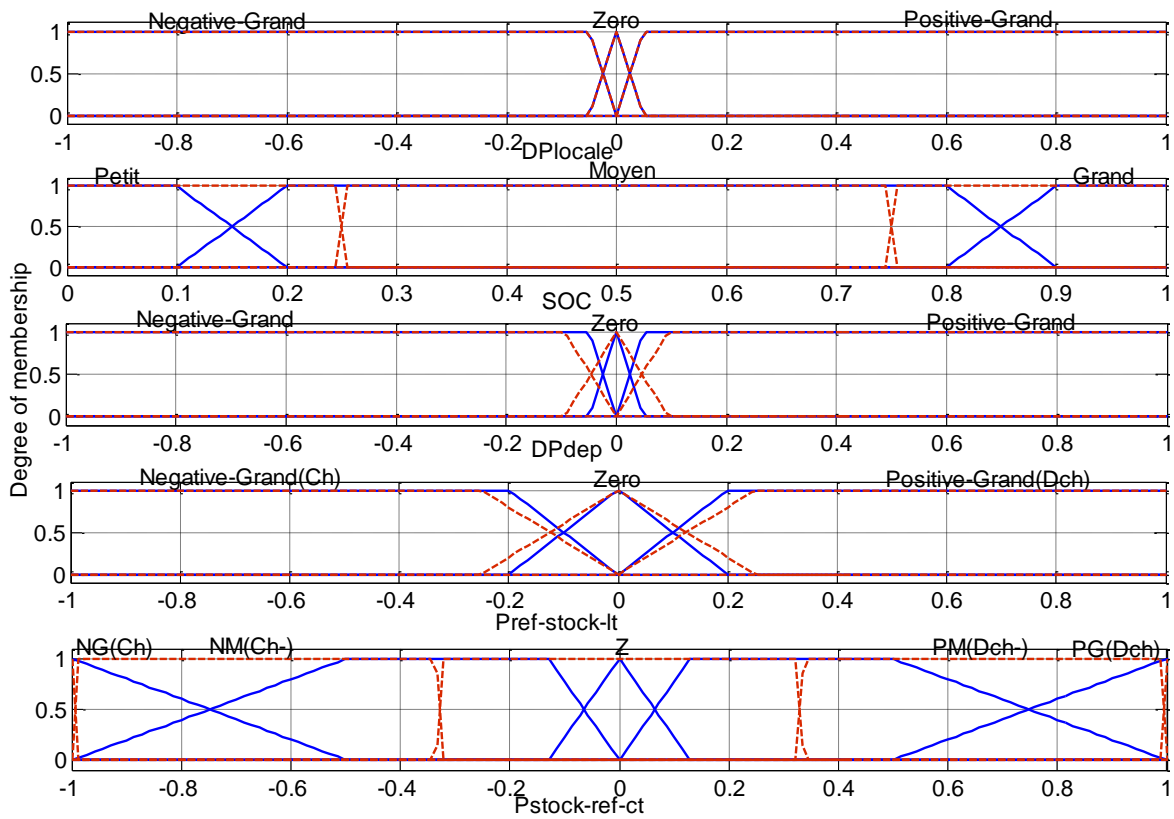 Negative-Grand Zero Positive-Grand
1
0.5
0
-1 -0.8 -0.6 -0.4 -0.2 0 0.2 0.4 0.6 0.8 1
DPlocale
Petit Moyen Grand
1
0.5
0
0 0.1 0.2 0.3 0.4 0.5 0.6 0.7 0.8 0.9 1
SOC
Negative-Grand Zero Positive-Grand
1
0.5
0
-1 -0.8 -0.6 -0.4 -0.2 0 0.2 0.4 0.6 0.8 1
DPdep
Degree of membership
Negative-Grand(Ch) Zero Positive-Grand(Dch)
1
0.5
0
-1 -0.8 -0.6 -0.4 -0.2 0 0.2 0.4 0.6 0.8 1
Pref-stock-lt
NG(Ch) NM(Ch-) Z PM(Dch-) PG(Dch)
1
0.5
0
-1 -0.8 -0.6 -0.4 -0.2 0 0.2 0.4 0.6 0.8 1
Pstock-ref-ct